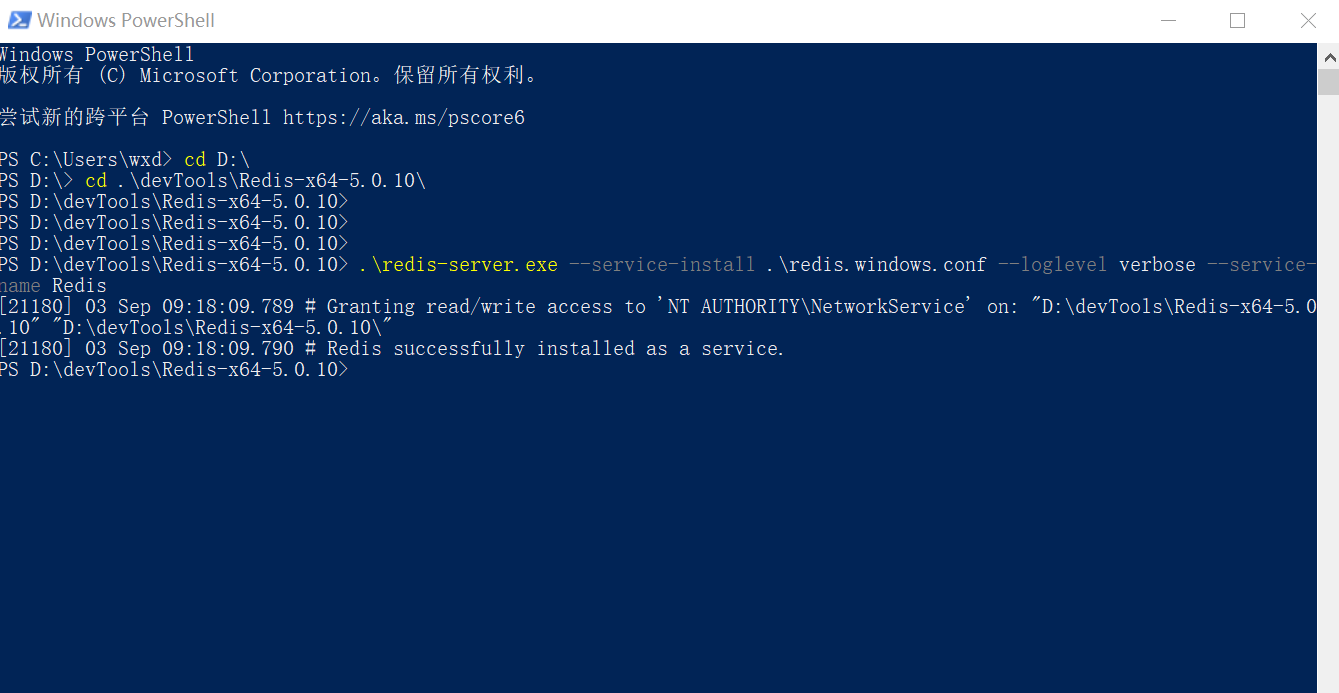 Windows PowerShell
Windows PowerShell
版权所有 (C) Microsoft Corporation。保留所有权利。
尝试新的跨平台 PowerShell https://aka.ms/pscore6
PS C:\Users\wxd> cd D:\
PS D:\> cd .\devTools\Redis-x64-5.0.10\
PS D:\devTools\Redis-x64-5.0.10>
PS D:\devTools\Redis-x64-5.0.10>
PS D:\devTools\Redis-x64-5.0.10>
PS D:\devTools\Redis-x64-5.0.10> .\redis-server.exe --service-install .\redis.windows.conf --loglevel verbose --service-
name Redis
[21180] 03 Sep 09:18:09.789 # Granting read/write access to 'NT AUTHORITY\NetworkService' on: "D:\devTools\Redis-x64-5.0
.10" "D:\devTools\Redis-x64-5.0.10\"
[21180] 03 Sep 09:18:09.790 # Redis successfully installed as a service.
PS D:\devTools\Redis-x64-5.0.10>